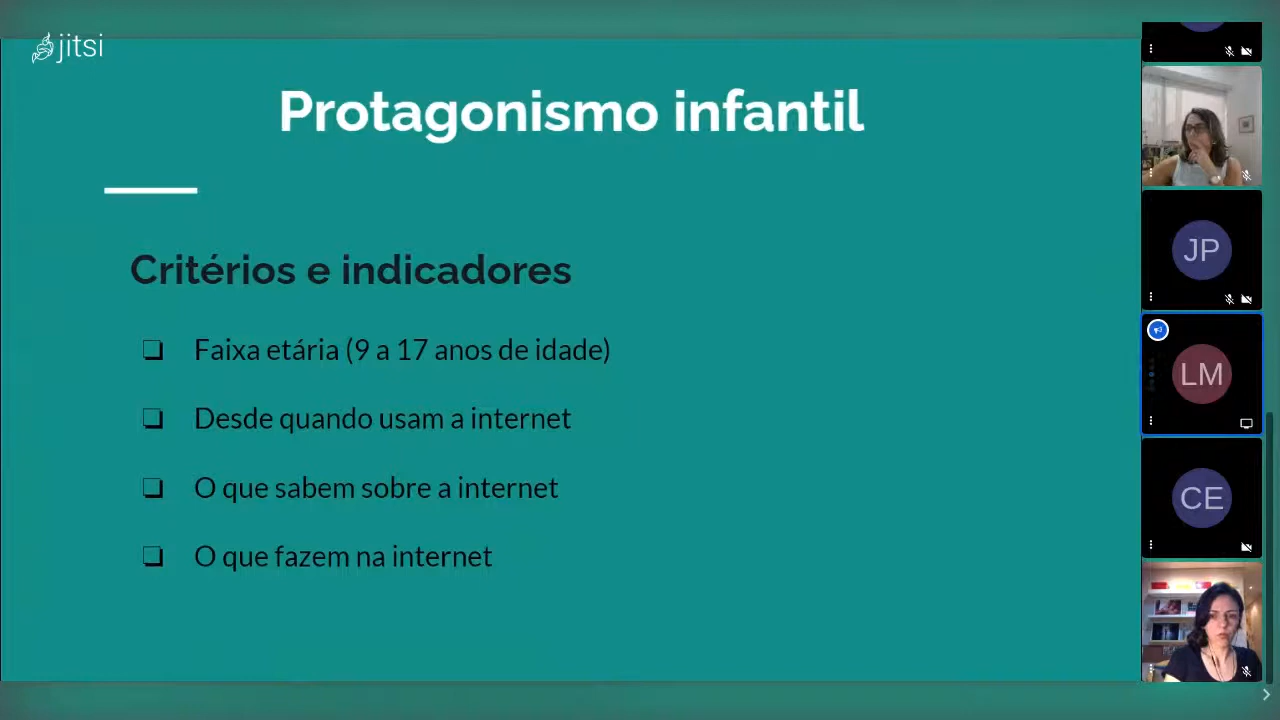 jitsi
Protagonismo infantil
Critérios e indicadores
❏ Faixa etária (9 a 17 anos de idade)
❏ Desde quando usam a internet
❏ O que sabem sobre a internet
❏ O que fazem na internet
JP
LM
CE